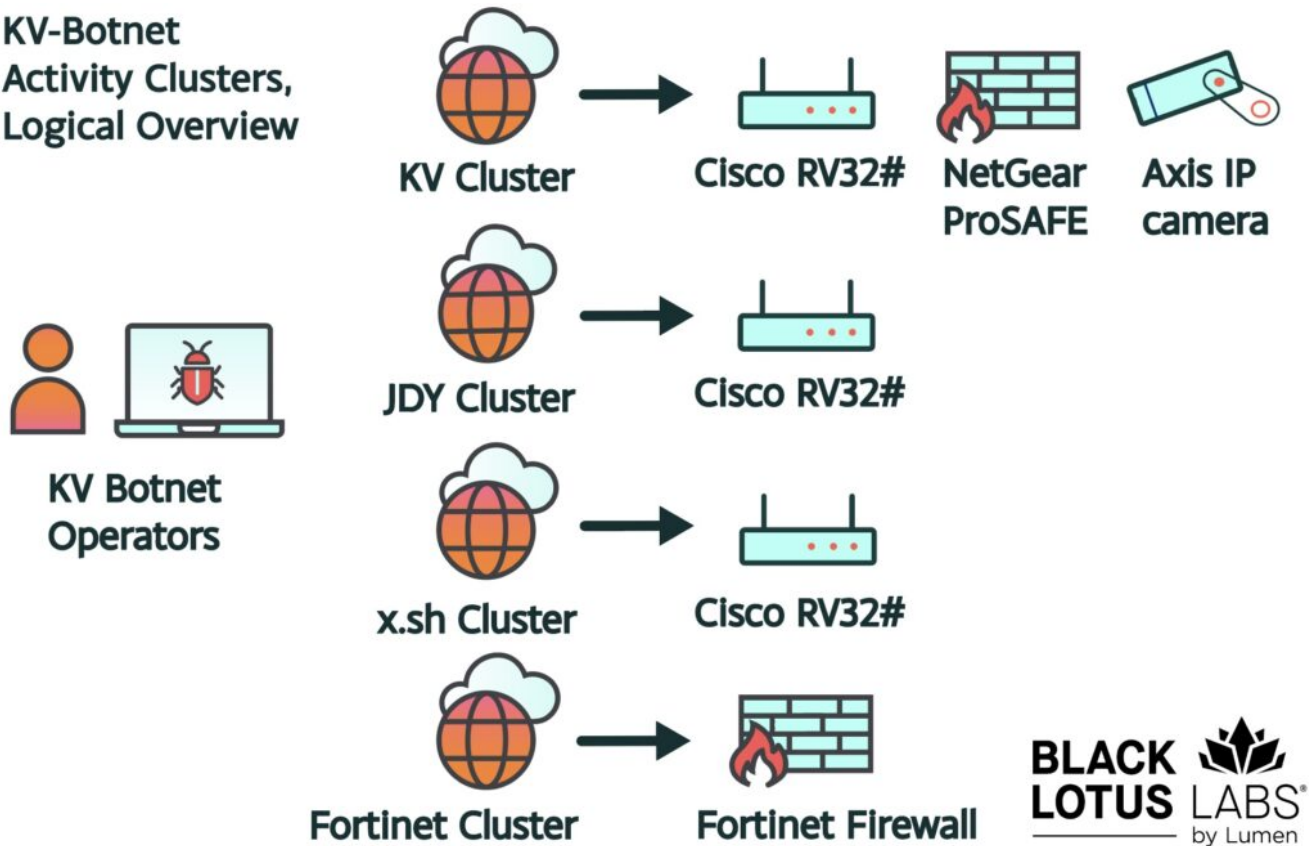 KV-Botnet
Activity Clusters,
Logical Overview
KV Cluster
Cisco RV32#
NetGear
ProSAFE
Axis IP
camera
JDY Cluster
Cisco RV32#
KV Botnet
Operators
x.sh Cluster
Cisco RV32#
Fortinet Cluster
Fortinet Firewall
BLACK
LOTUS LABS®
by Lumen